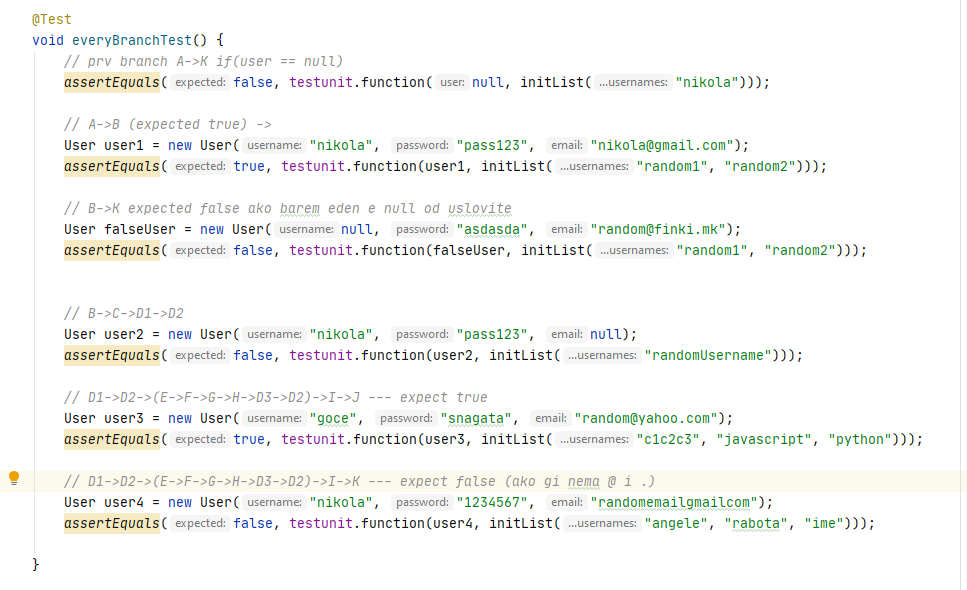 @Test
void everyBranchTest() {
// prv branch A->K if(user == null)
assertEquals( expected: false, testunit.function( user: null, initList( ...usernames: "nikola")));
// A->B (expected true) ->
User user1 = new User( username: "nikola", password: "pass123", email: "nikola@gmail.com");
assertEquals( expected: true, testunit.function(user1, initList( ...usernames: "random1", "random2")));
// B->K expected false ako barem eden e null od uslovite
User falseUser = new User( username: null, password: "asdasda", email: "random@finki.mk");
assertEquals( expected: false, testunit.function(falseUser, initList( ...usernames: "random1", "random2")));
// B->C->D1->D2
User user2 = new User( username: "nikola", password: "pass123", email: null);
assertEquals( expected: false, testunit.function(user2, initList( ...usernames: "randomUsername")));
// D1->D2->(E->F->G->H->D3->D2)->I->J --- expect true
User user3 = new User( username: "goce", password: "snagata", email: "random@yahoo.com");
assertEquals( expected: true, testunit.function(user3, initList( ...usernames: "c1c2c3", "javascript", "python")));
// D1->D2->(E->F->G->H->D3->D2)->I->K --- expect false (ako gi nema @ i .)
User user4 = new User( username: "nikola", password: "1234567", email: "randomemailgmailcom");
assertEquals( expected: false, testunit.function(user4, initList( ...usernames: "angele", "rabota", "ime")));
}